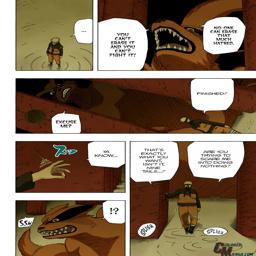 ...
YOU
CAN'T
ERASE IT
AND YOU
CAN'T
FIGHT IT!
NO ONE
CAN ERASE
THAT
MUCH
HATRED.
FINISHED?
EXCUSE
ME?
YA
KNOW...
THAT'S
EXACTLY
WHAT YOU
WANT,
ISN'T IT
NINE
TAILS...?
ARE YOU
TRYING TO
SCARE ME
INTO DOING
NOTHING?
!?
SPLISH
SPLISH